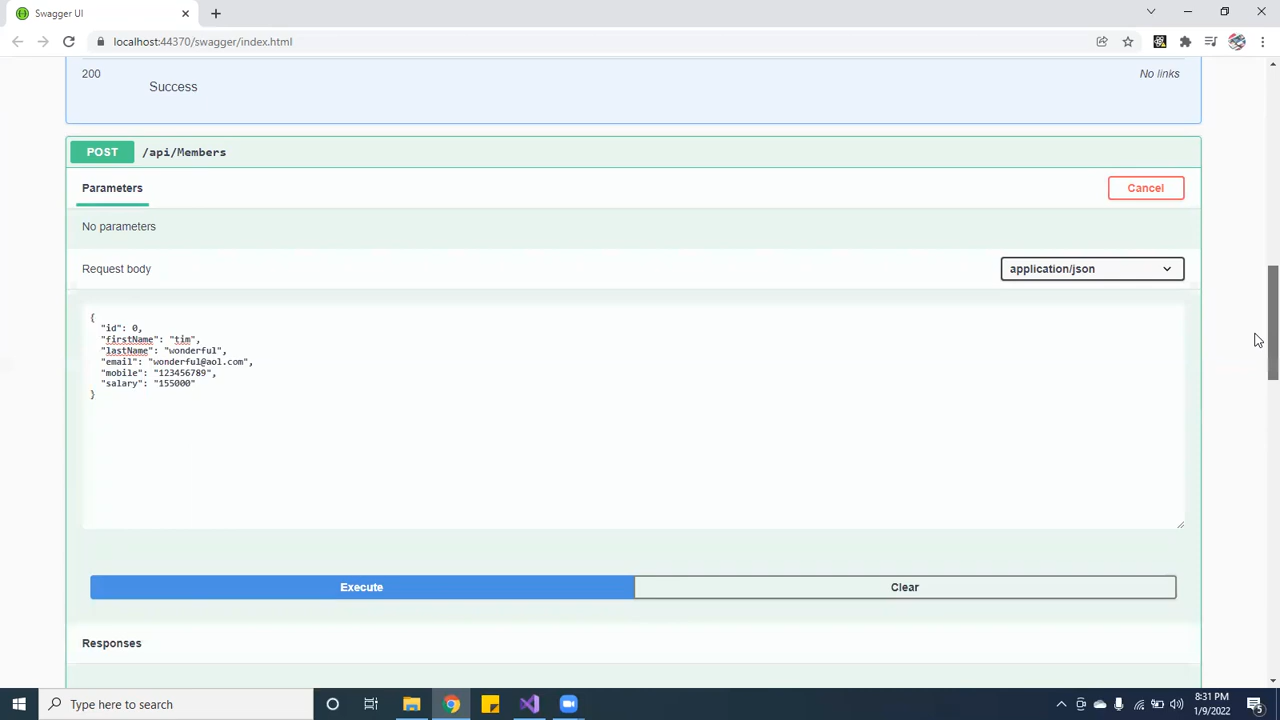 Swagger UI
localhost:44370/swagger/index.html
200
No links
Success
POST /api/Members
Parameters
Cancel
No parameters
Request body
application/json
{
"id": 0,
"firstName": "tim",
"lastName": "wonderful",
"email": "wonderful@aol.com",
"mobile": "123456789",
"salary": "155000"
}
Execute
Clear
Responses
Type here to search
8:31 PM
1/9/2022
5